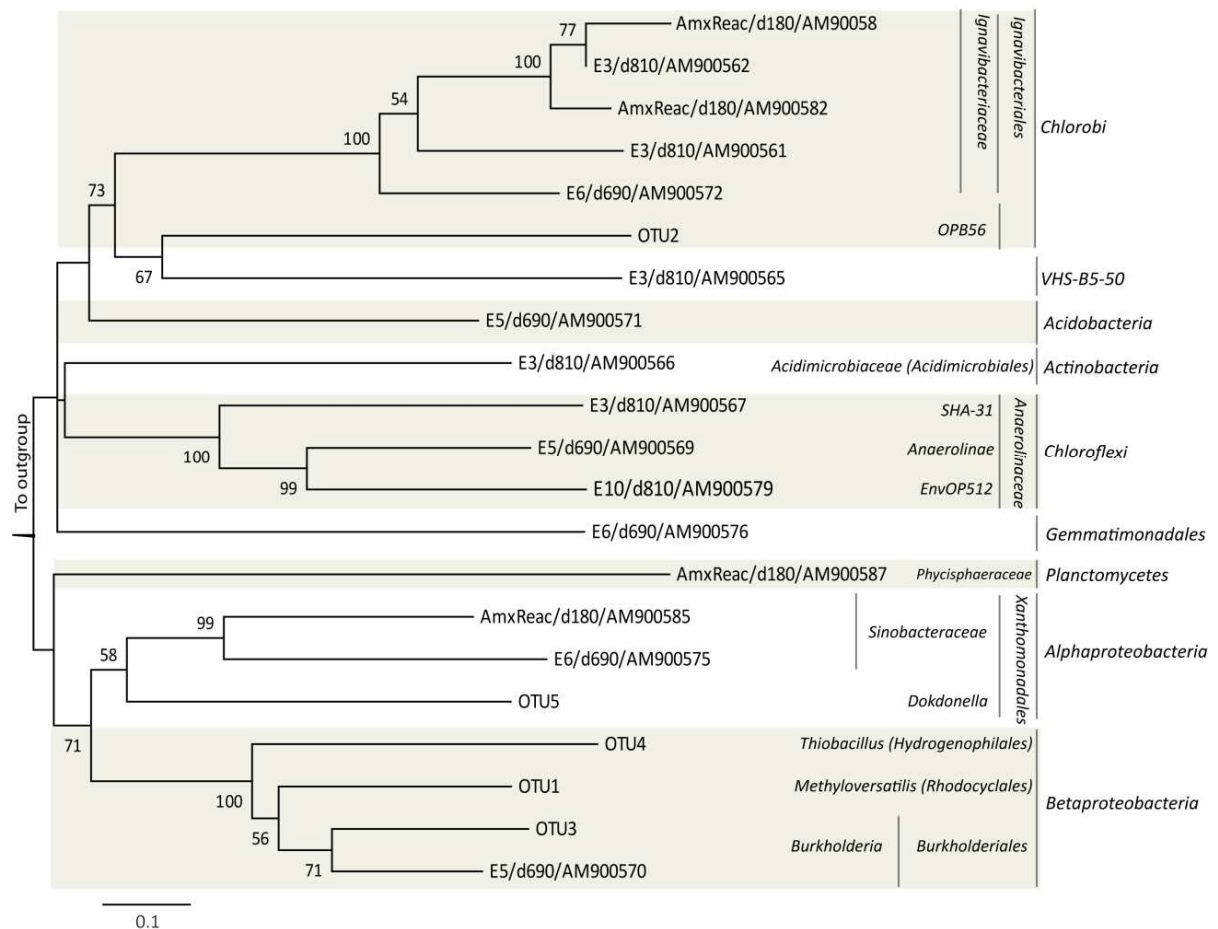 AmxReac/d180/AM90058
77
E3/d810/AM900562
100
AmxReac/d180/AM900582
54
E3/d810/AM900561
100
E6/d690/AM900572
Ignavibacteriaceae
Ignavibacteriales
Chlorobi
73
OTU2
OPB56
67
E3/d810/AM900565
VHS-B5-50
E5/d690/AM900571
Acidobacteria
E3/d810/AM900566
Acidimicrobiaceae (Acidimicrobiales)
Actinobacteria
E3/d810/AM900567
SHA-31
100
E5/d690/AM900569
Anaerolinae
99
E10/d810/AM900579
EnvOP512
Anaerolinaceae
Chloroflexi
To outgroup
E6/d690/AM900576
Gemmatimonadales
AmxReac/d180/AM900587
Phycisphaeraceae
Planctomycetes
99
AmxReac/d180/AM900585
58
E6/d690/AM900575
Sinobacteraceae
OTU5
Dokdonella
Xanthomonadales
Alphaproteobacteria
71
OTU4
Thiobacillus (Hydrogenophilales)
100
OTU1
Methyloversatilis (Rhodocyclales)
56
OTU3
71
E5/d690/AM900570
Burkholderia
Burkholderiales
Betaproteobacteria
0.1